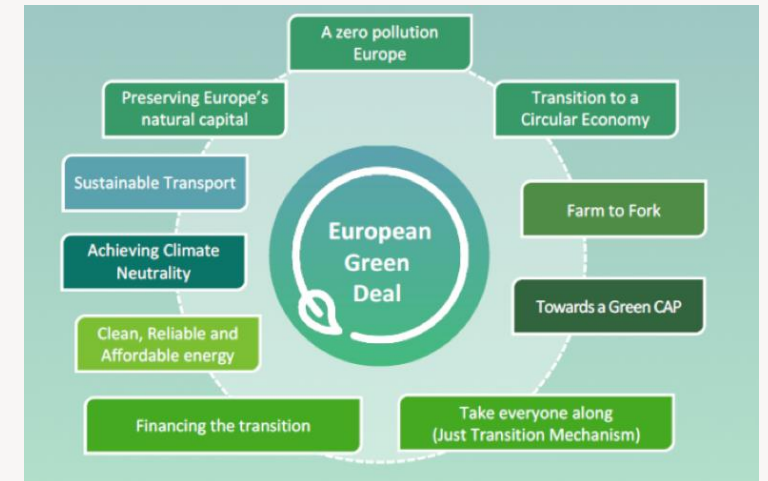 A zero pollution
Europe
Preserving Europe's
natural capital
Transition to a
Circular Economy
Sustainable Transport
Farm to Fork
European
Green
Deal
Achieving Climate
Neutrality
Towards a Green CAP
Clean, Reliable and
Affordable energy
Financing the transition
Take everyone along
(Just Transition Mechanism)